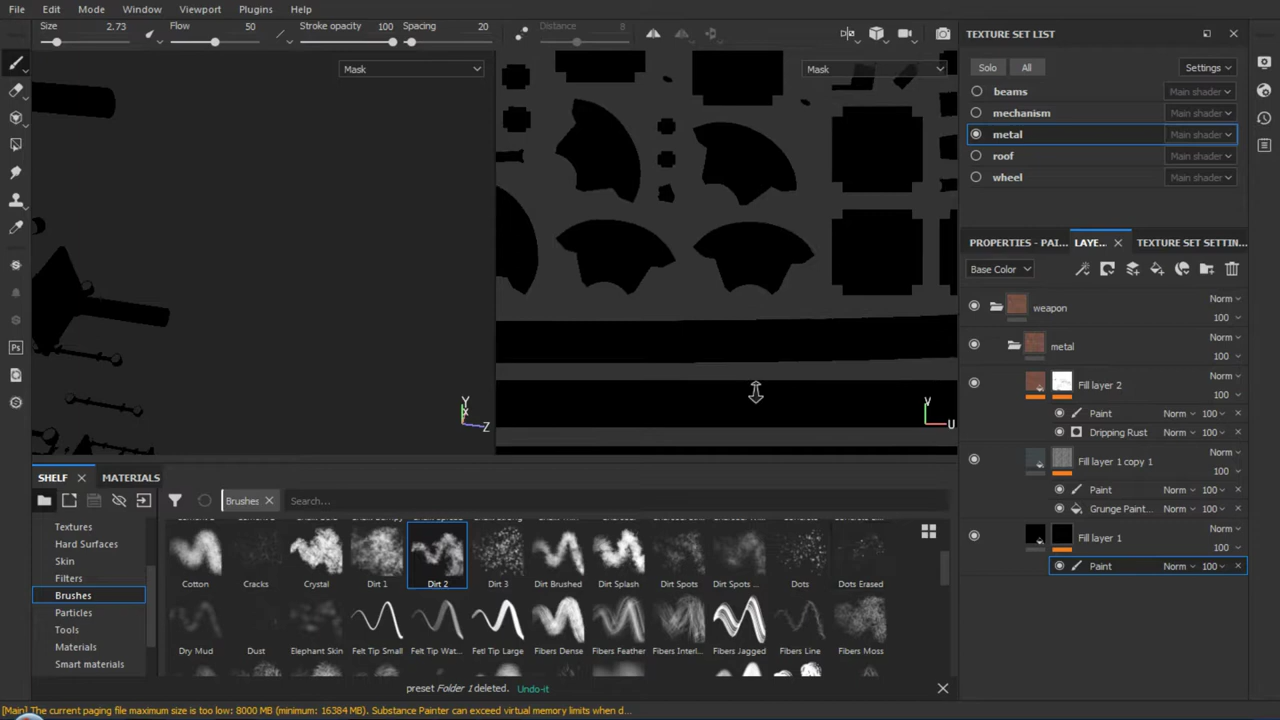 File Edit Mode Window Viewport Plugins Help
Size 2.73 Flow 50 Stroke opacity 100 Spacing 20 Distance 8
Mask
Mask
Y
X
Z
V
U
TEXTURE SET LIST
Solo All Settings
beams Main shader
mechanism Main shader
metal Main shader
roof Main shader
wheel Main shader
PROPERTIES - PAI... LAYE... TEXTURE SET SETTIN...
Base Color
weapon Norm 100
metal Norm 100
Fill layer 2 Norm 100
Paint Norm 100
Dripping Rust Norm 100
Fill layer 1 copy 1 Norm 100
Paint Norm 100
Grunge Paint... Norm 100
Fill layer 1 Norm 100
Paint Norm 100
SHELF MATERIALS
Ps
Brushes Search...
Textures
Hard Surfaces
Skin
Filters
Brushes
Particles
Tools
Materials
Smart materials
Cotton Cracks Crystal Dirt 1 Dirt 2 Dirt 3 Dirt Brushed Dirt Splash Dirt Spots Dirt Spots ... Dots Dots Erased
Dry Mud Dust Elephant Skin Felt Tip Small Felt Tip Wat... Fetl Tip Large Fibers Dense Fibers Feather Fibers Interl... Fibers Jagged Fibers Line Fibers Moss
preset Folder 1 deleted. Undo-it
[Main] The current paging file maximum size is too low: 8000 MB (minimum: 16384 MB). Substance Painter can exceed virtual memory limits when d...